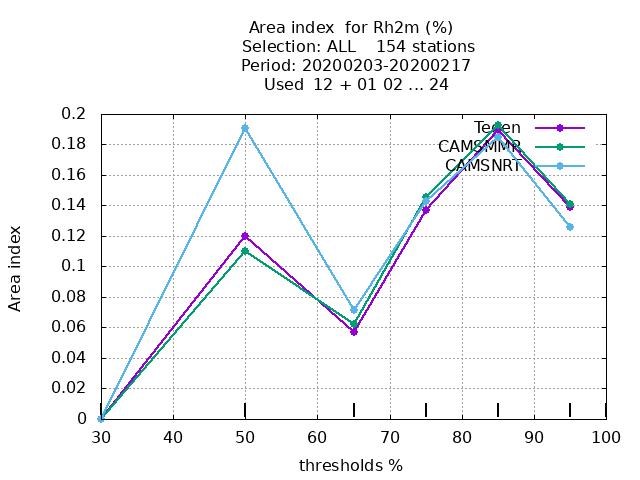 Area index  for Rh2m (%)
Selection: ALL    154 stations
Period: 20200203-20200217
Used  12 + 01 02 ... 24
Tegen
CAMSMMR
CAMSNRT
0.2
0.18
0.16
0.14
0.12
0.1
0.08
0.06
0.04
0.02
0
Area index
30 40 50 60 70 80 90 100
thresholds %